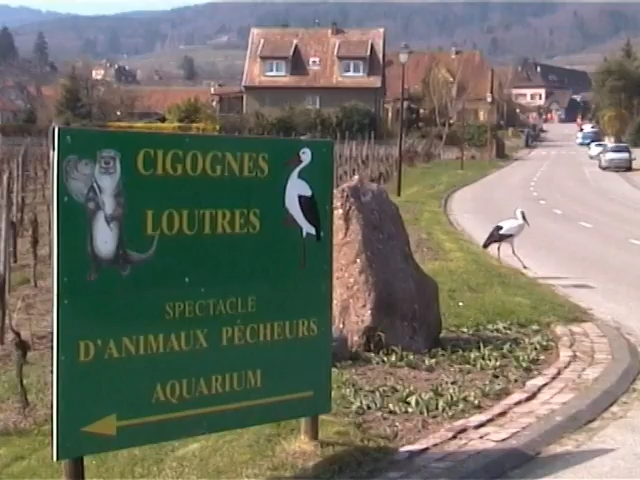 CIGOGNES
LOUTRES
SPECTACLE
D'ANIMAUX PÊCHEURS
AQUARIUM